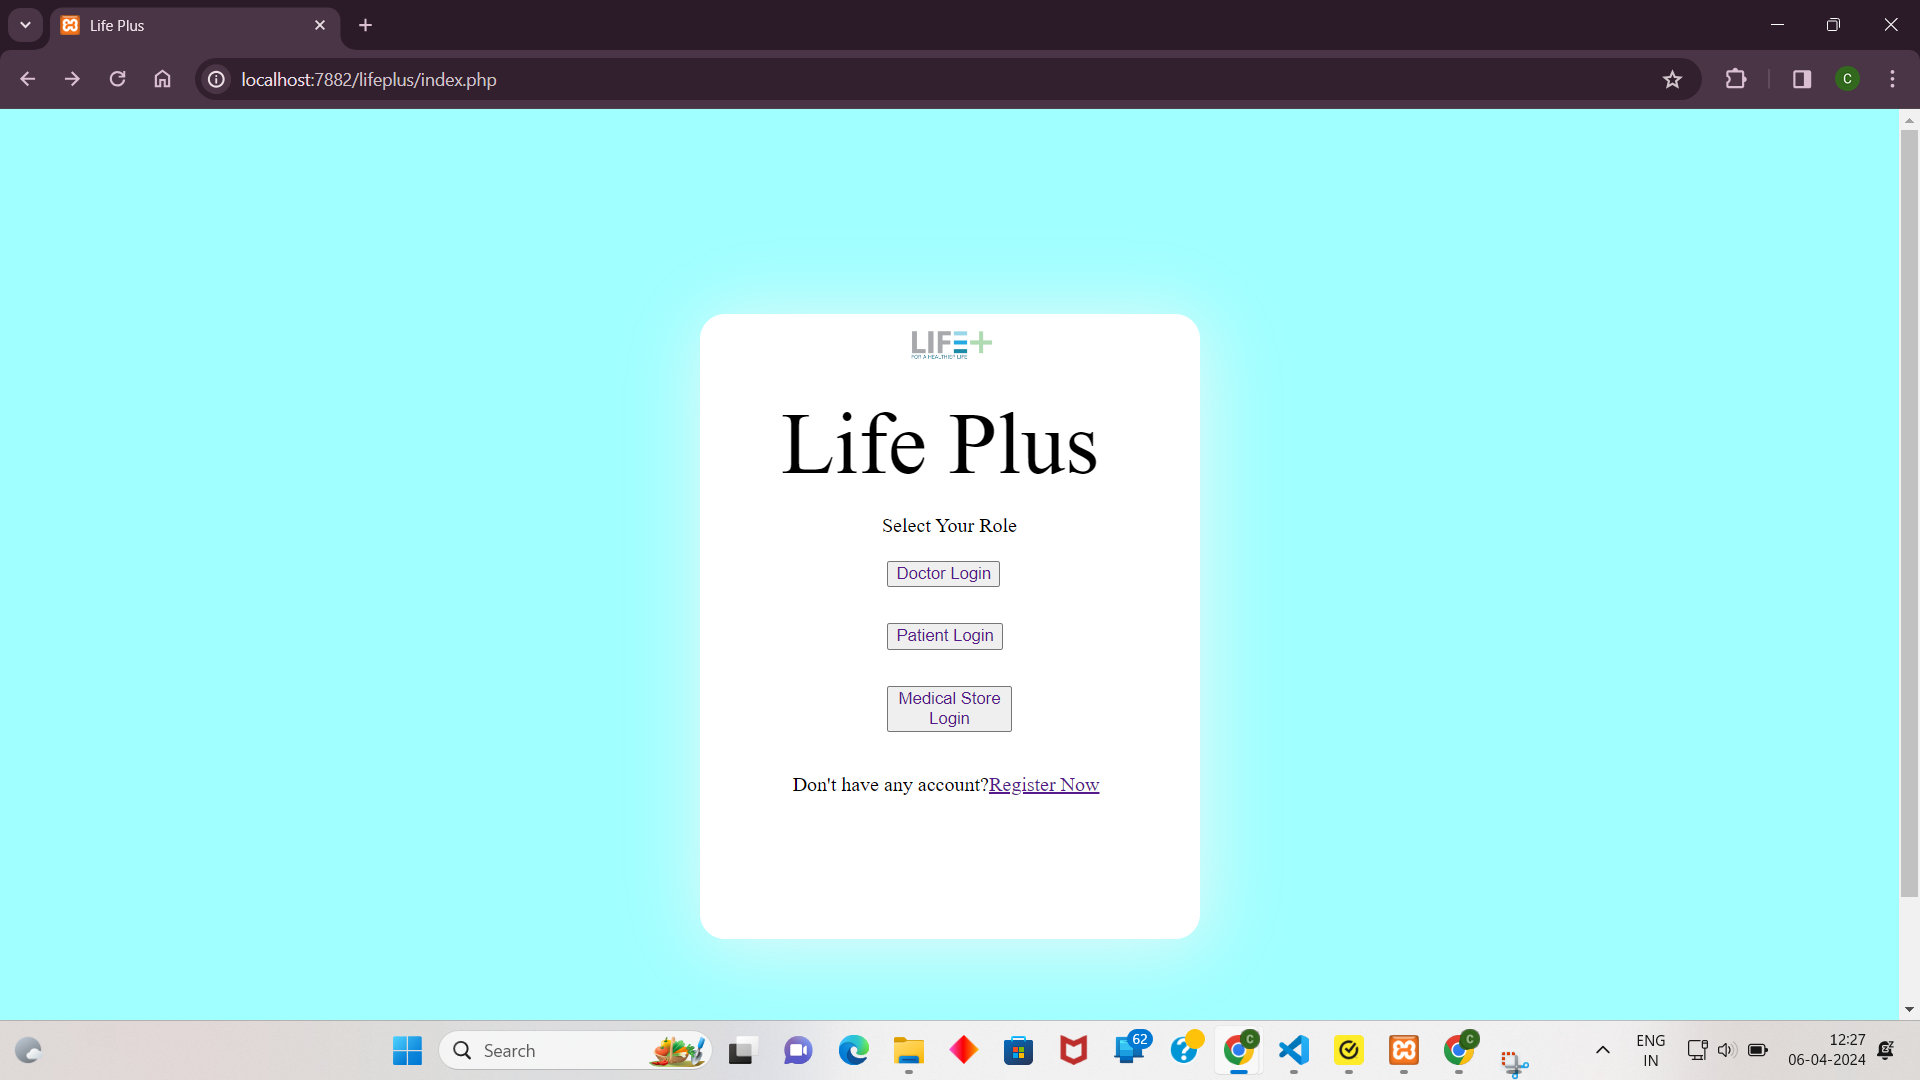 Life Plus
localhost:7882/lifeplus/index.php
C
LIFE+
FOR A HEALTHIER LIFE
Life Plus
Select Your Role
Doctor Login
Patient Login
Medical Store
Login
Don't have any account?Register Now
Search
62
C
C
ENG
IN
12:27
06-04-2024